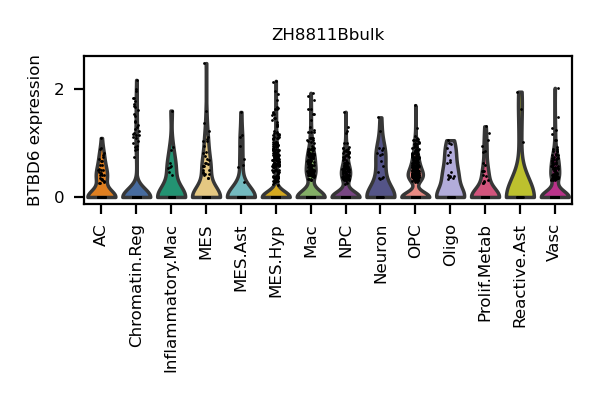 ZH8811Bbulk
BTBD6 expression
2
0
AC
Chromatin.Reg
Inflammatory.Mac
MES
MES.Ast
MES.Hyp
Mac
NPC
Neuron
OPC
Oligo
Prolif.Metab
Reactive.Ast
Vasc